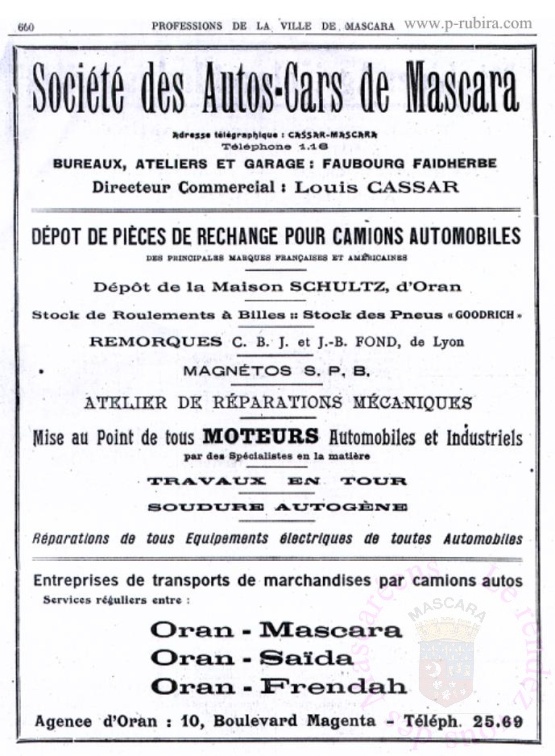 660 PROFESSIONS DE LA VILLE DE MASCARA www.p-rubira.com
Société des Autos-Cars de Mascara
Adresse télégraphique : CASSAR-MASCARA
Téléphone 1.16
BUREAUX, ATELIERS ET GARAGE : FAUBOURG FAIDHERBE
Directeur Commercial : Louis CASSAR
DÉPOT DE PIÈCES DE RECHANGE POUR CAMIONS AUTOMOBILES
DES PRINCIPALES MARQUES FRANÇAISES ET AMÉRICAINES
Dépôt de la Maison SCHULTZ, d'Oran
Stock de Roulements à Billes :: Stock des Pneus « GOODRICH »
REMORQUES C. B. J. et J.-B. FOND, de Lyon
MAGNÉTOS S. P. B.
ATELIER DE RÉPARATIONS MÉCANIQUES
Mise au Point de tous MOTEURS Automobiles et Industriels
par des Spécialistes en la matière
TRAVAUX EN TOUR
SOUDURE AUTOGÈNE
Réparations de tous Equipements électriques de toutes Automobiles
Entreprises de transports de marchandises par camions autos
Services réguliers entre :
Oran - Mascara
Oran - Saïda
Oran - Frendah
Agence d'Oran : 10, Boulevard Magenta - Téléph. 25.69
MASCARA